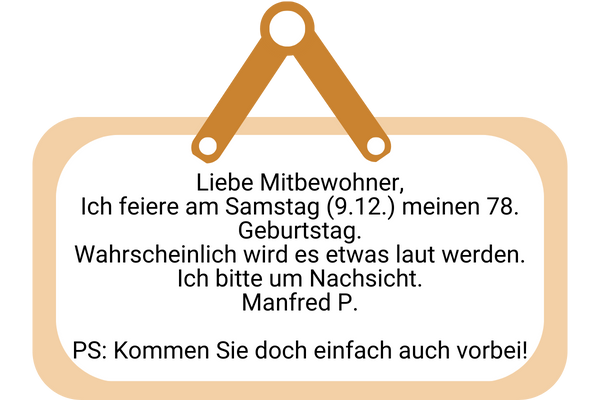 Liebe Mitbewohner,
Ich feiere am Samstag (9.12.) meinen 78.
Geburtstag.
Wahrscheinlich wird es etwas laut werden.
Ich bitte um Nachsicht.
Manfred P.
PS: Kommen Sie doch einfach auch vorbei!